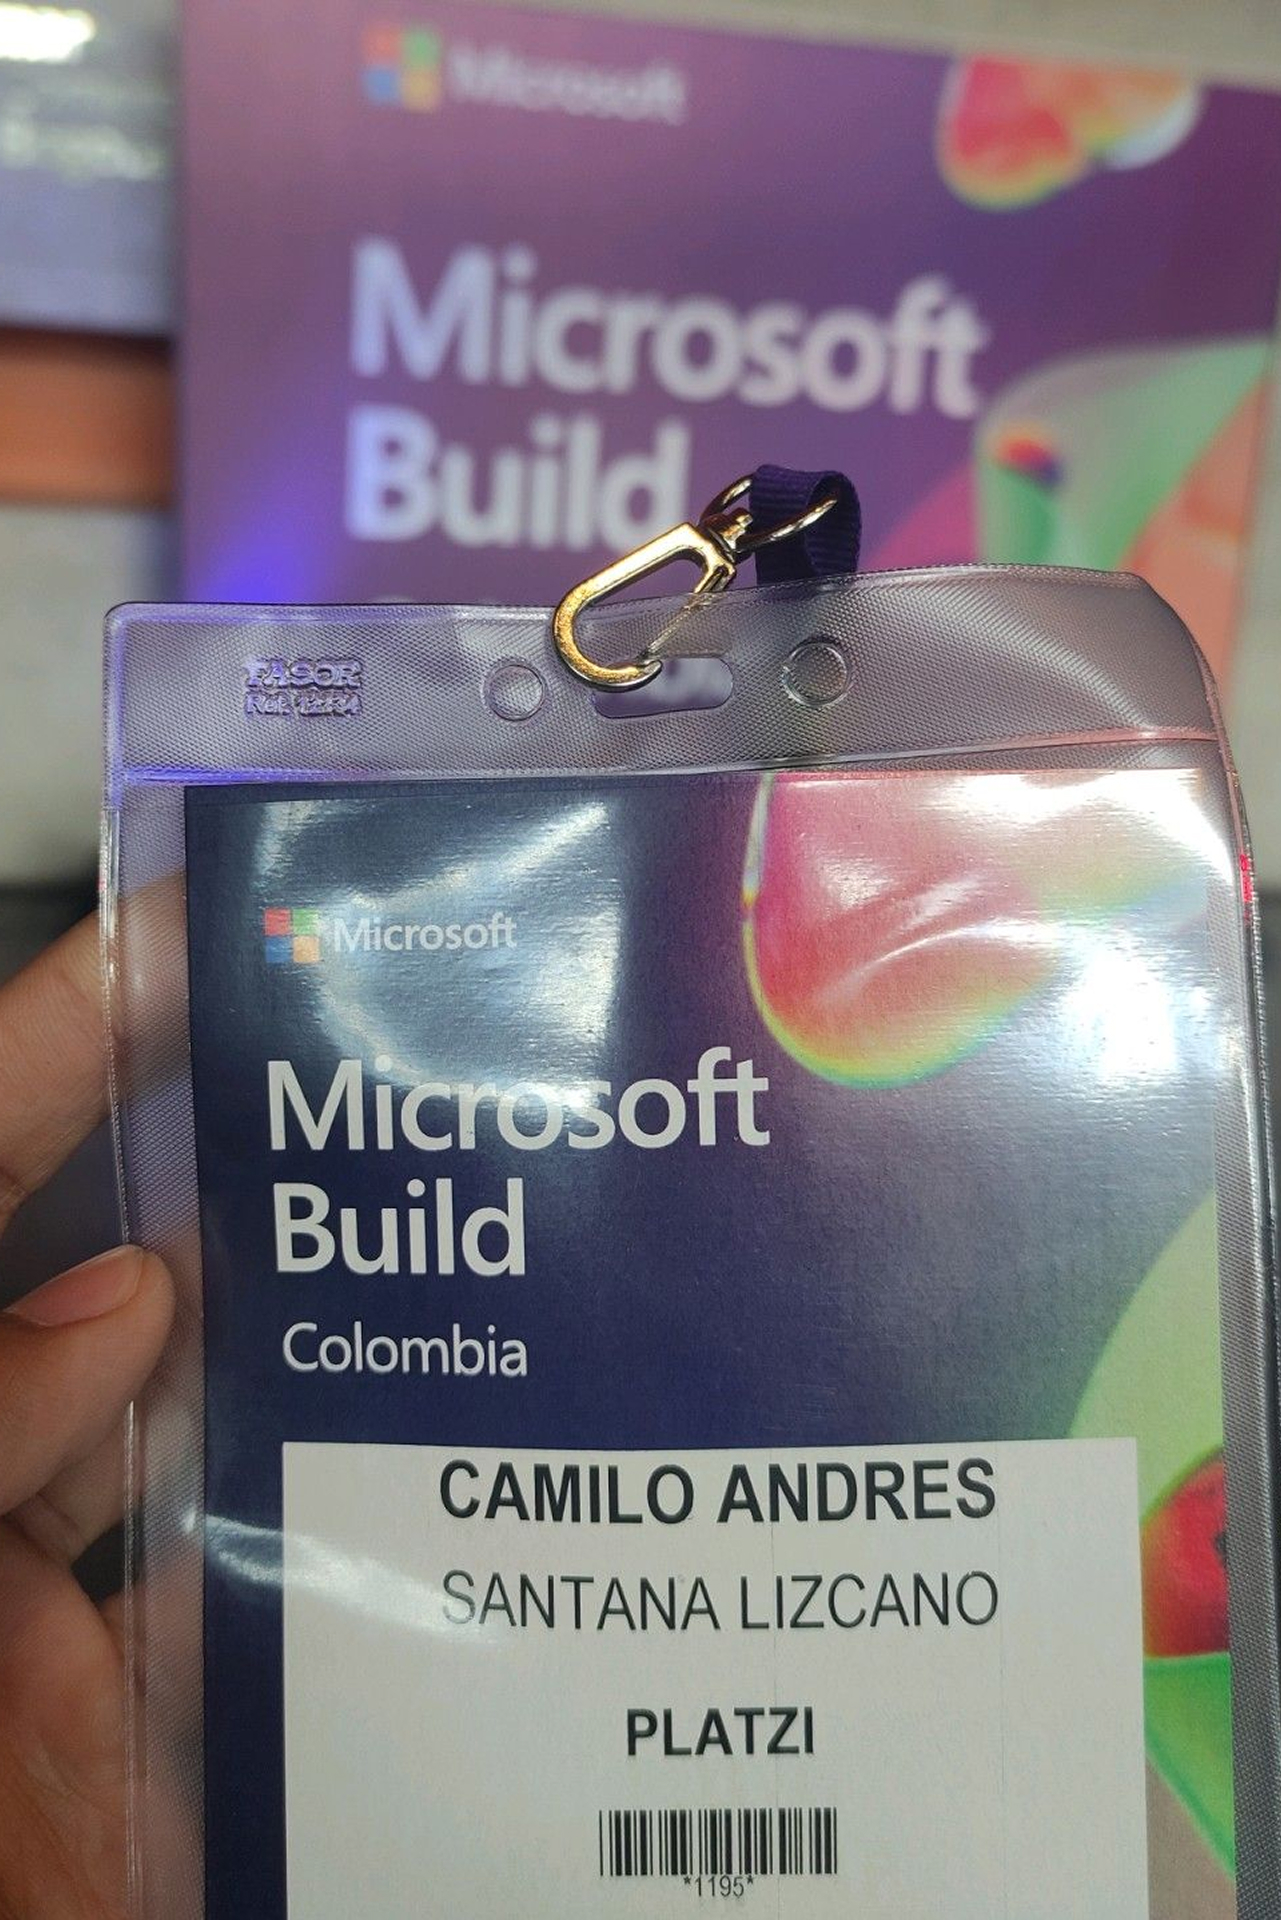 Microsoft
Microsoft
Build
FASOR
Microsoft
Microsoft
Build
Colombia
CAMILO ANDRES
SANTANA LIZCANO
PLATZI
*1195*